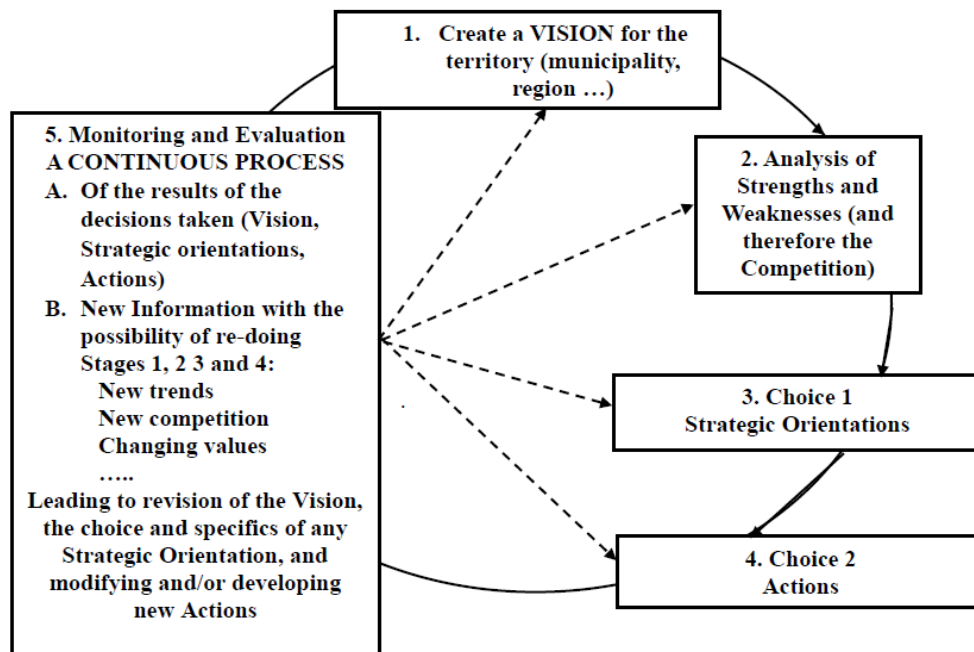 1. Create a VISION for the
territory (municipality,
region …)
5. Monitoring and Evaluation
A CONTINUOUS PROCESS
A. Of the results of the
decisions taken (Vision,
Strategic orientations,
Actions)
B. New Information with the
possibility of re-doing
Stages 1, 2 3 and 4:
New trends
New competition
Changing values
…..
Leading to revision of the Vision,
the choice and specifics of any
Strategic Orientation, and
modifying and/or developing
new Actions
2. Analysis of
Strengths and
Weaknesses (and
therefore the
Competition)
3. Choice 1
Strategic Orientations
4. Choice 2
Actions